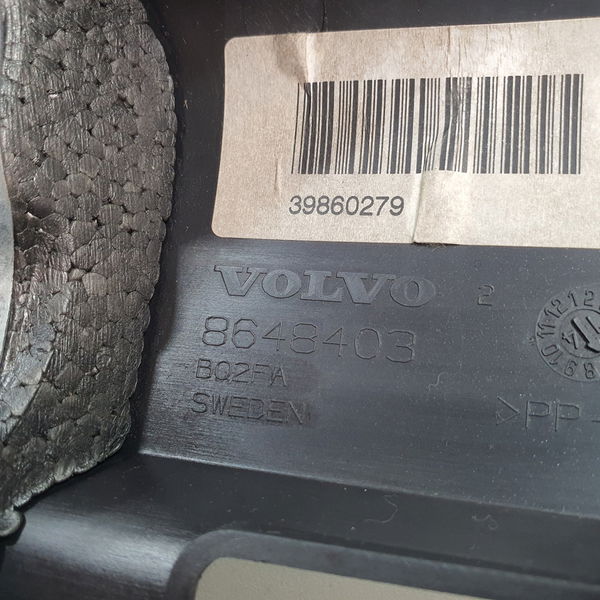 39860279
VOLVO 2
8648403
BQ2FA
SWEDEN
>PP-